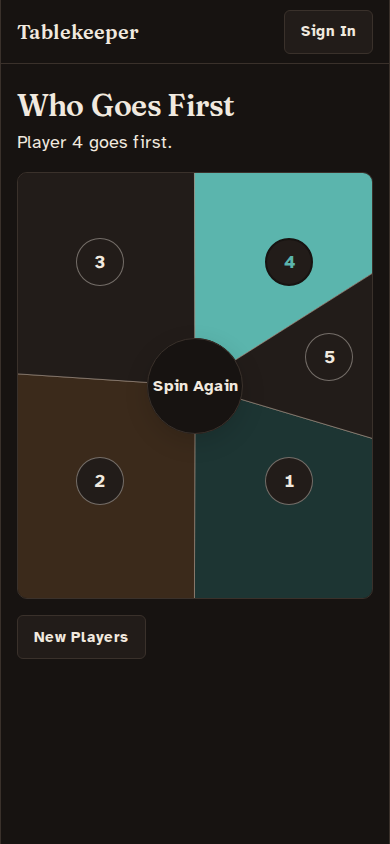 Tablekeeper
Sign In
Who Goes First
Player 4 goes first.
3
4
5
Spin Again
2
1
New Players